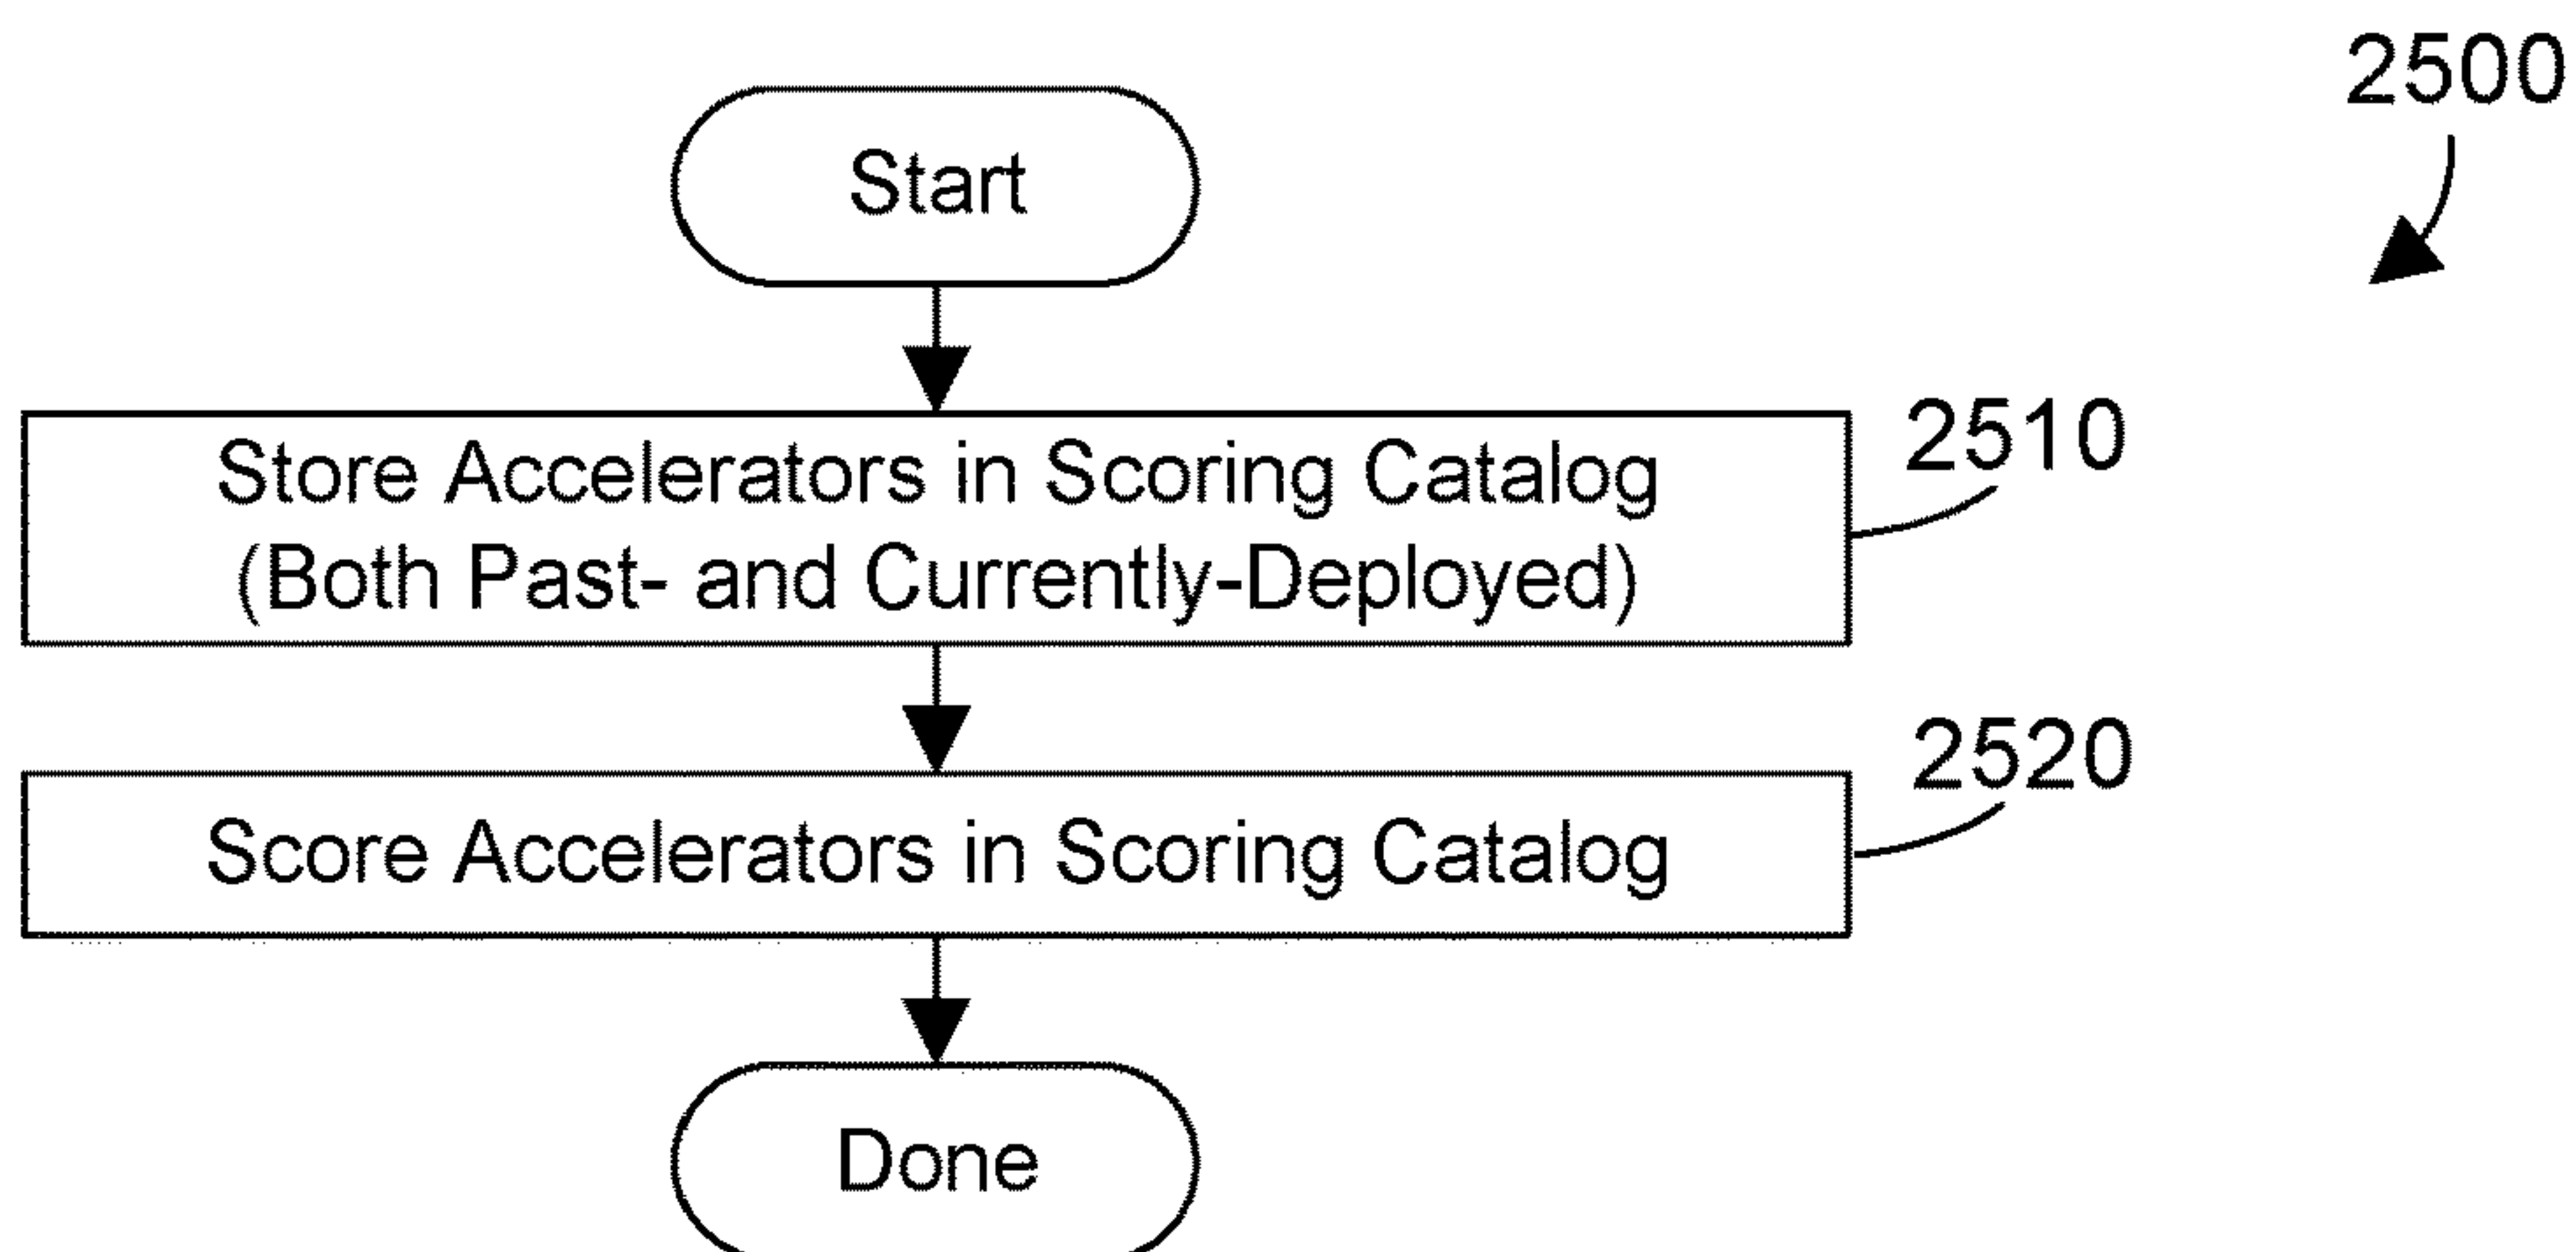 2500
Start
2510
Store Accelerators in Scoring Catalog
(Both Past- and Currently-Deployed)
2520
Score Accelerators in Scoring Catalog
Done